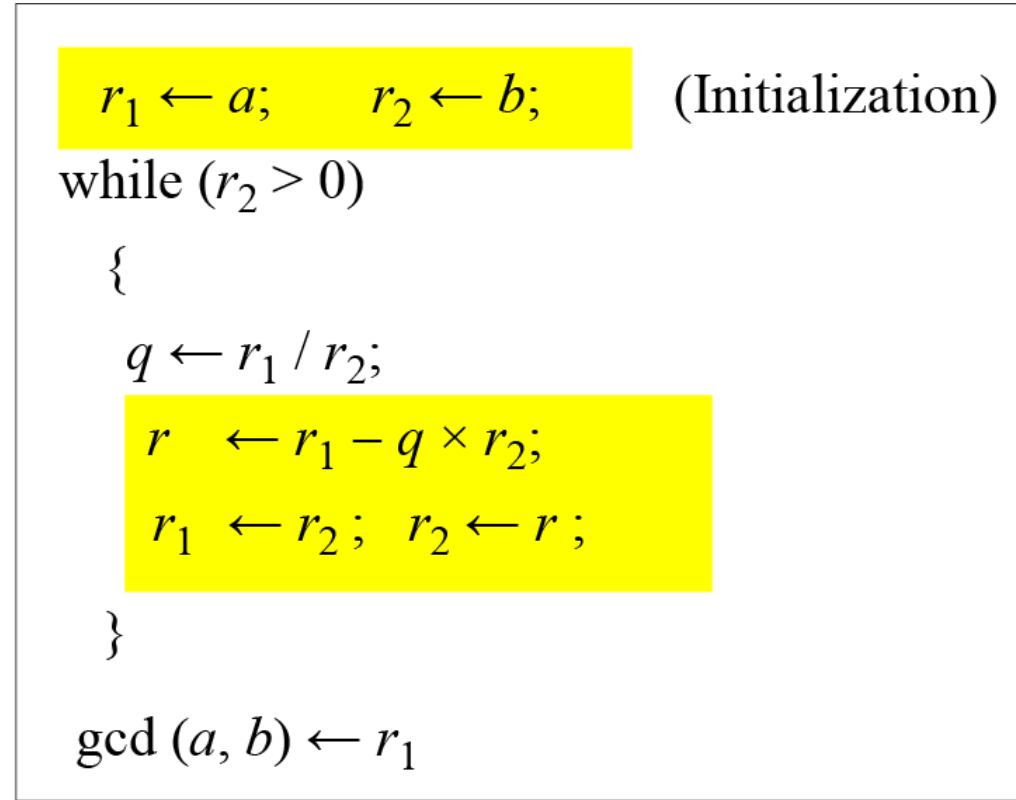 r₁ ← a; r₂ ← b; (Initialization)
while (r₂ > 0)
{
q ← r₁ / r₂;
r ← r₁ – q × r₂;
r₁ ← r₂ ; r₂ ← r ;
}
gcd (a, b) ← r₁